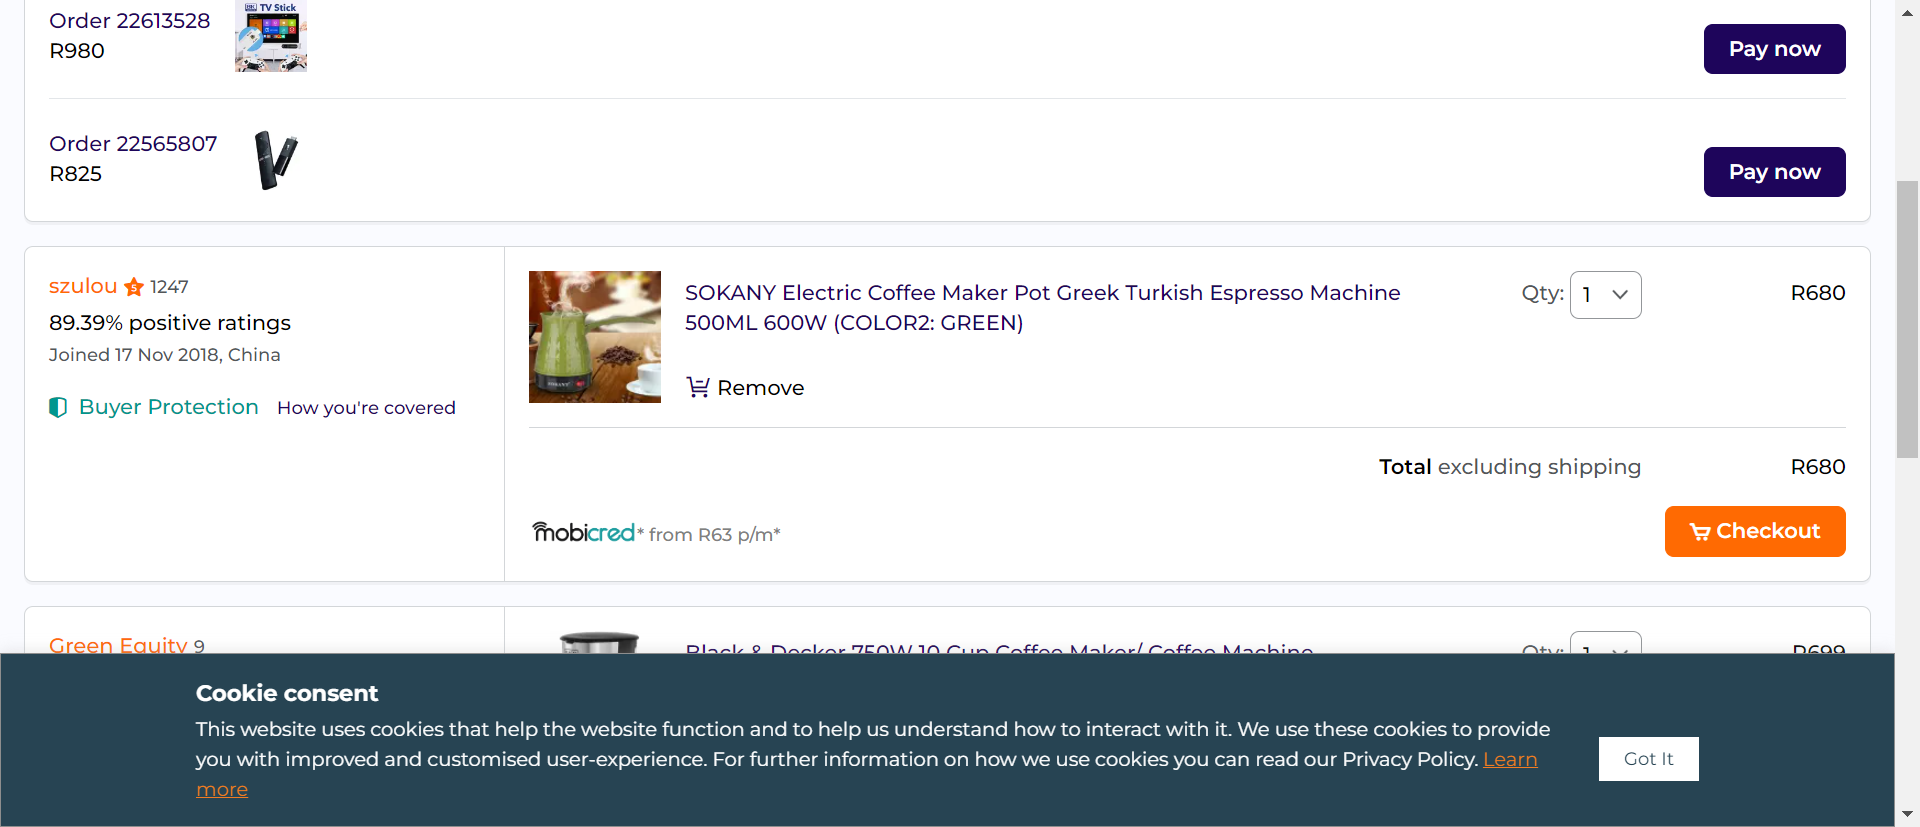 TV Stick
Order 22613528
R980
Pay now
Order 22565807
R825
Pay now
szulou 1247
89.39% positive ratings
Joined 17 Nov 2018, China
Buyer Protection How you're covered
SOKANY Electric Coffee Maker Pot Greek Turkish Espresso Machine
500ML 600W (COLOR2: GREEN)
Qty: 1
R680
Remove
Total excluding shipping R680
mobicred* from R63 p/m*
Checkout
Green Equity 9
Black & Decker 750W 10 Cup Coffee Maker/ Coffee Machine
Qty: 1
R699
Cookie consent
This website uses cookies that help the website function and to help us understand how to interact with it. We use these cookies to provide
you with improved and customised user-experience. For further information on how we use cookies you can read our Privacy Policy. Learn
more
Got It